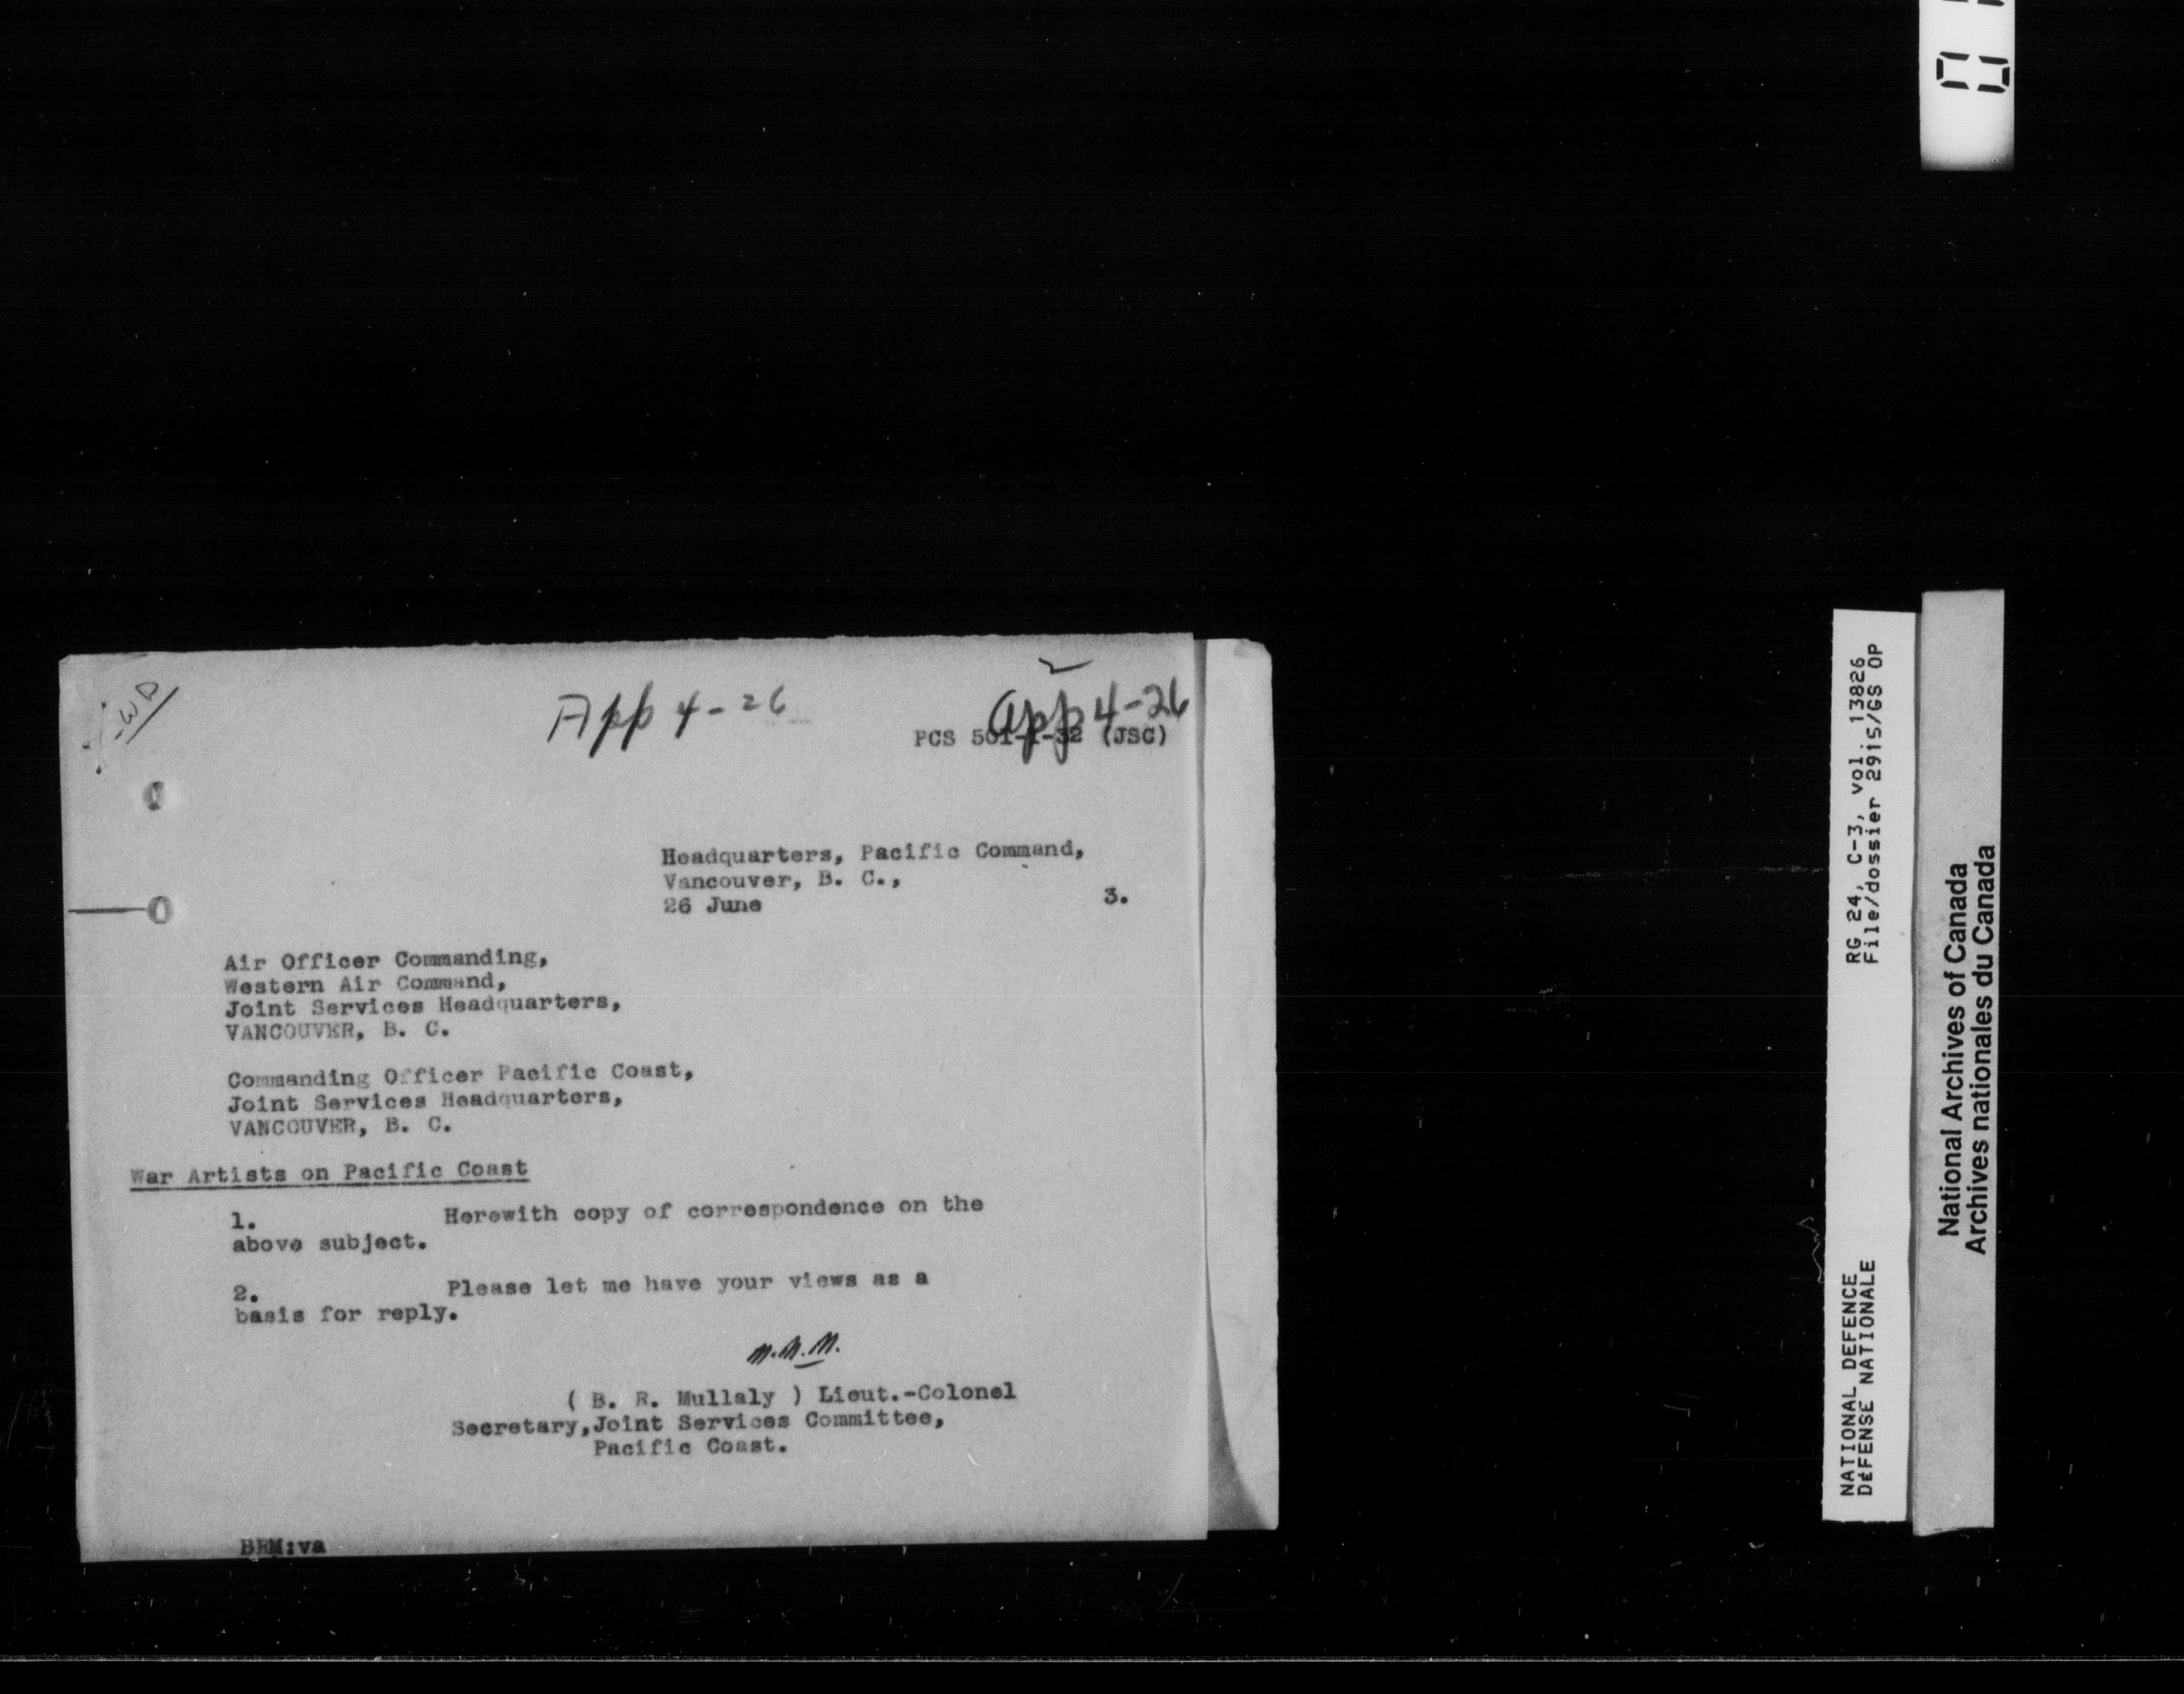 -WD
App 4-26
App 4-26
PCS 501-1-32 (JSC)
Headquarters, Pacific Command,
Vancouver, B. C.,
26 June 3.
Air Officer Commanding,
Western Air Command,
Joint Services Headquarters,
VANCOUVER, B. C.
Commanding Officer Pacific Coast,
Joint Services Headquarters,
VANCOUVER, B. C.
War Artists on Pacific Coast
1. Herewith copy of correspondence on the
above subject.
2. Please let me have your views as a
basis for reply.
( B. R. Mullaly ) Lieut.-Colonel
Secretary,Joint Services Committee,
Pacific Coast.
BRM:va
NATIONAL DEFENCE RG 24, C-3, vol. 13826
DÉFENSE NATIONALE File/dossier 2915/GS OP
National Archives of Canada
Archives nationales du Canada